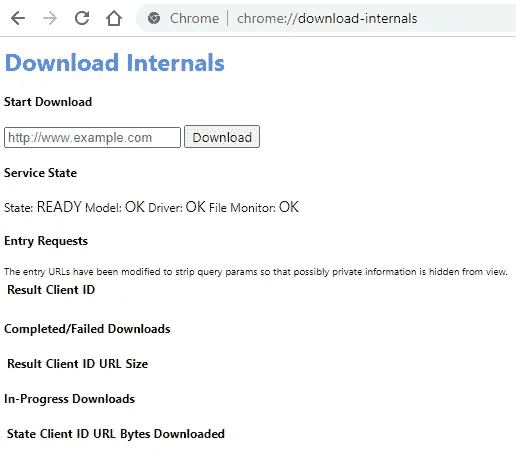 Chrome chrome://download-internals
Download Internals
Start Download
http://www.example.com Download
Service State
State: READY Model: OK Driver: OK File Monitor: OK
Entry Requests
The entry URLs have been modified to strip query params so that possibly private information is hidden from view.
Result Client ID
Completed/Failed Downloads
Result Client ID URL Size
In-Progress Downloads
State Client ID URL Bytes Downloaded